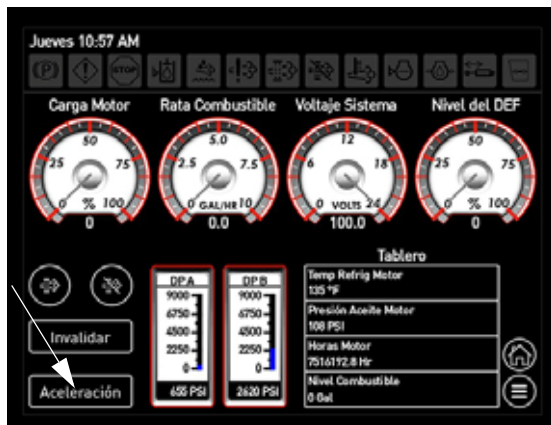 Jueves 10:57 AM
(P) STOP
Carga Motor Rata Combustible Voltaje Sistema Nivel del DEF
50 5.0 12 50
25 75 2.5 7.5 6 18 25 75
0 % 100 0 GAL/HR 10 0 VOLTS 24 0 % 100
0 0.0 100.0 0
Tablero
DPA DPB
9000 9000
6750 6750
4500 4500
2250 2250
0 0
655 PSI 2620 PSI
Temp Refrig Motor
135 °F
Presión Aceite Motor
108 PSI
Horas Motor
7516192.8 Hr
Nivel Combustible
0 Gal
Invalidar
Aceleración